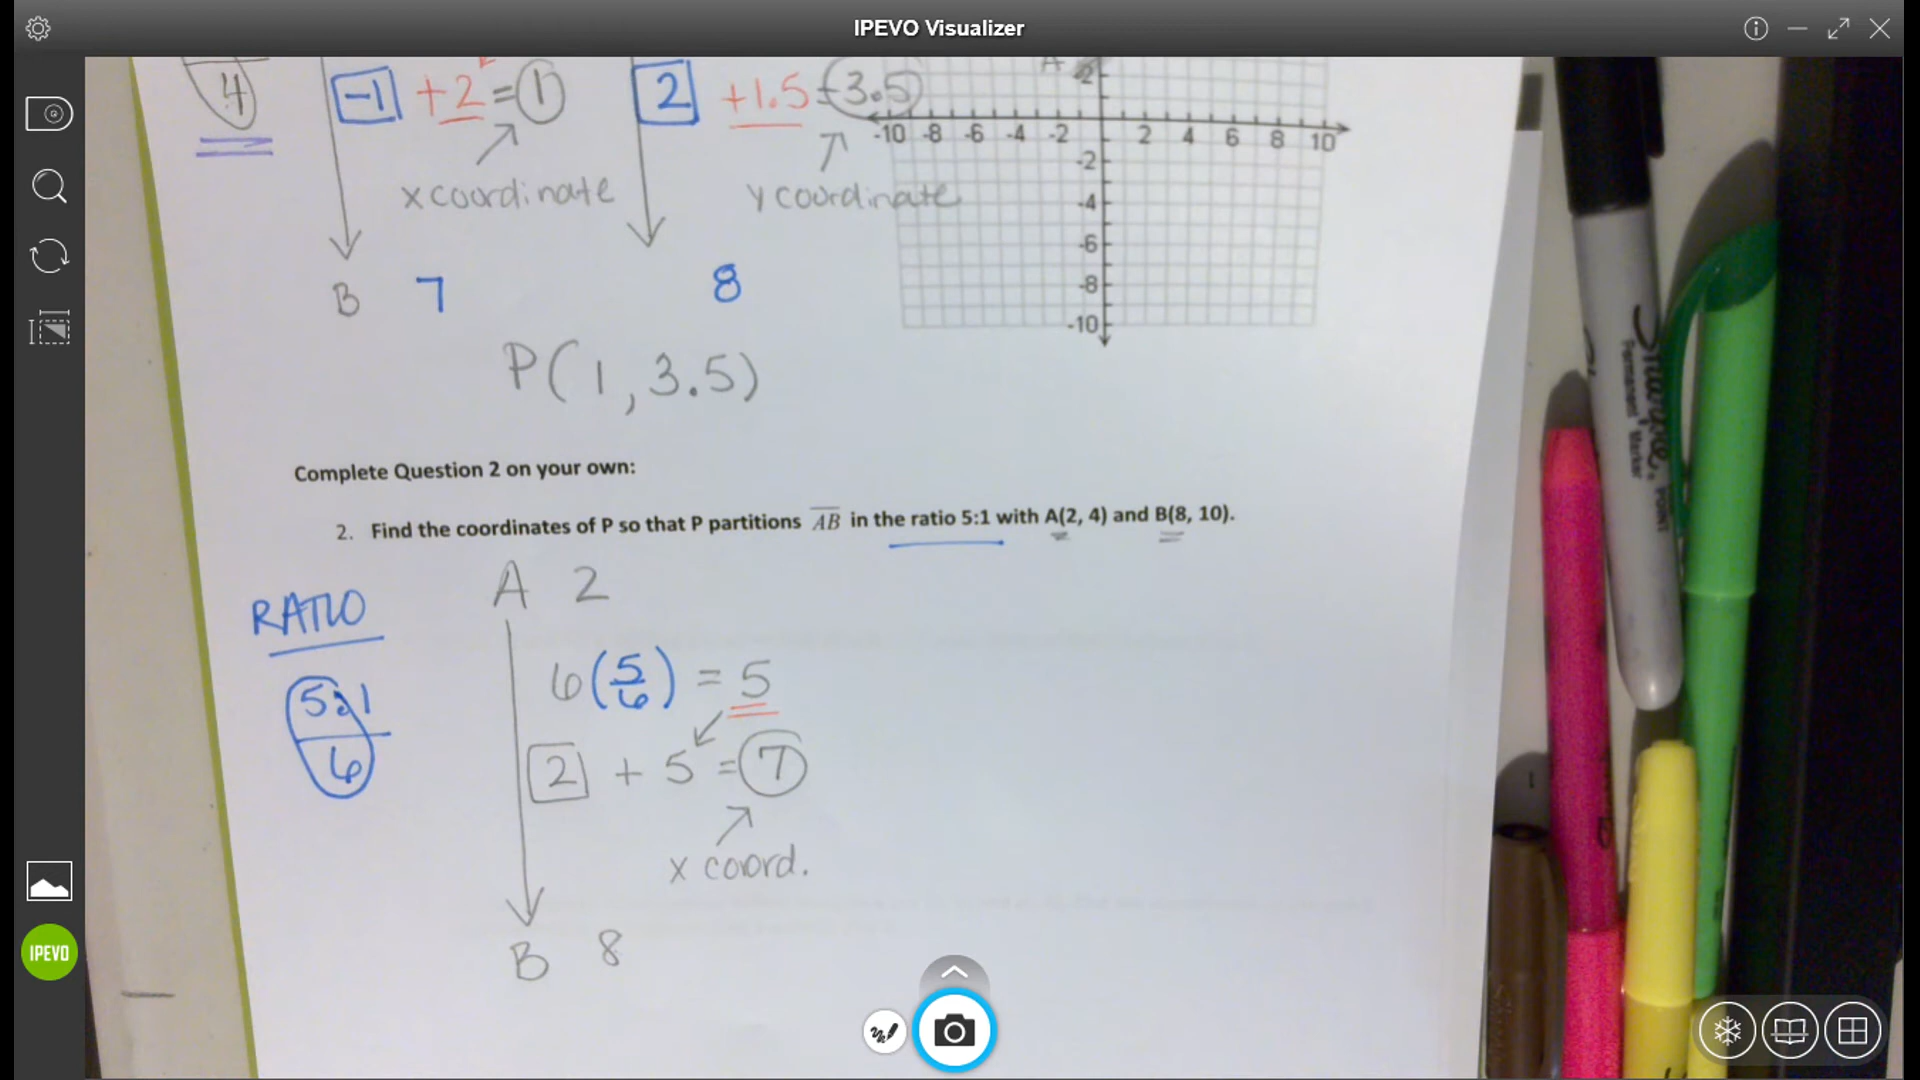 IPEVO Visualizer
A 2
4 -1 +2 = 1 2 +1.5 = 3.5
-10 -8 -6 -4 -2 2 4 6 8 10
-2
x coordinate y coordinate
-4
-6
B 7 8
-8
-10
P(1, 3.5)
Complete Question 2 on your own:
2. Find the coordinates of P so that P partitions AB in the ratio 5:1 with A(2, 4) and B(8, 10).
A 2
RATIO
6(5/6) = 5
5:1
6
2 + 5 = 7
x coord.
B 8
IPEVO
Sharpie
Permanent Marker